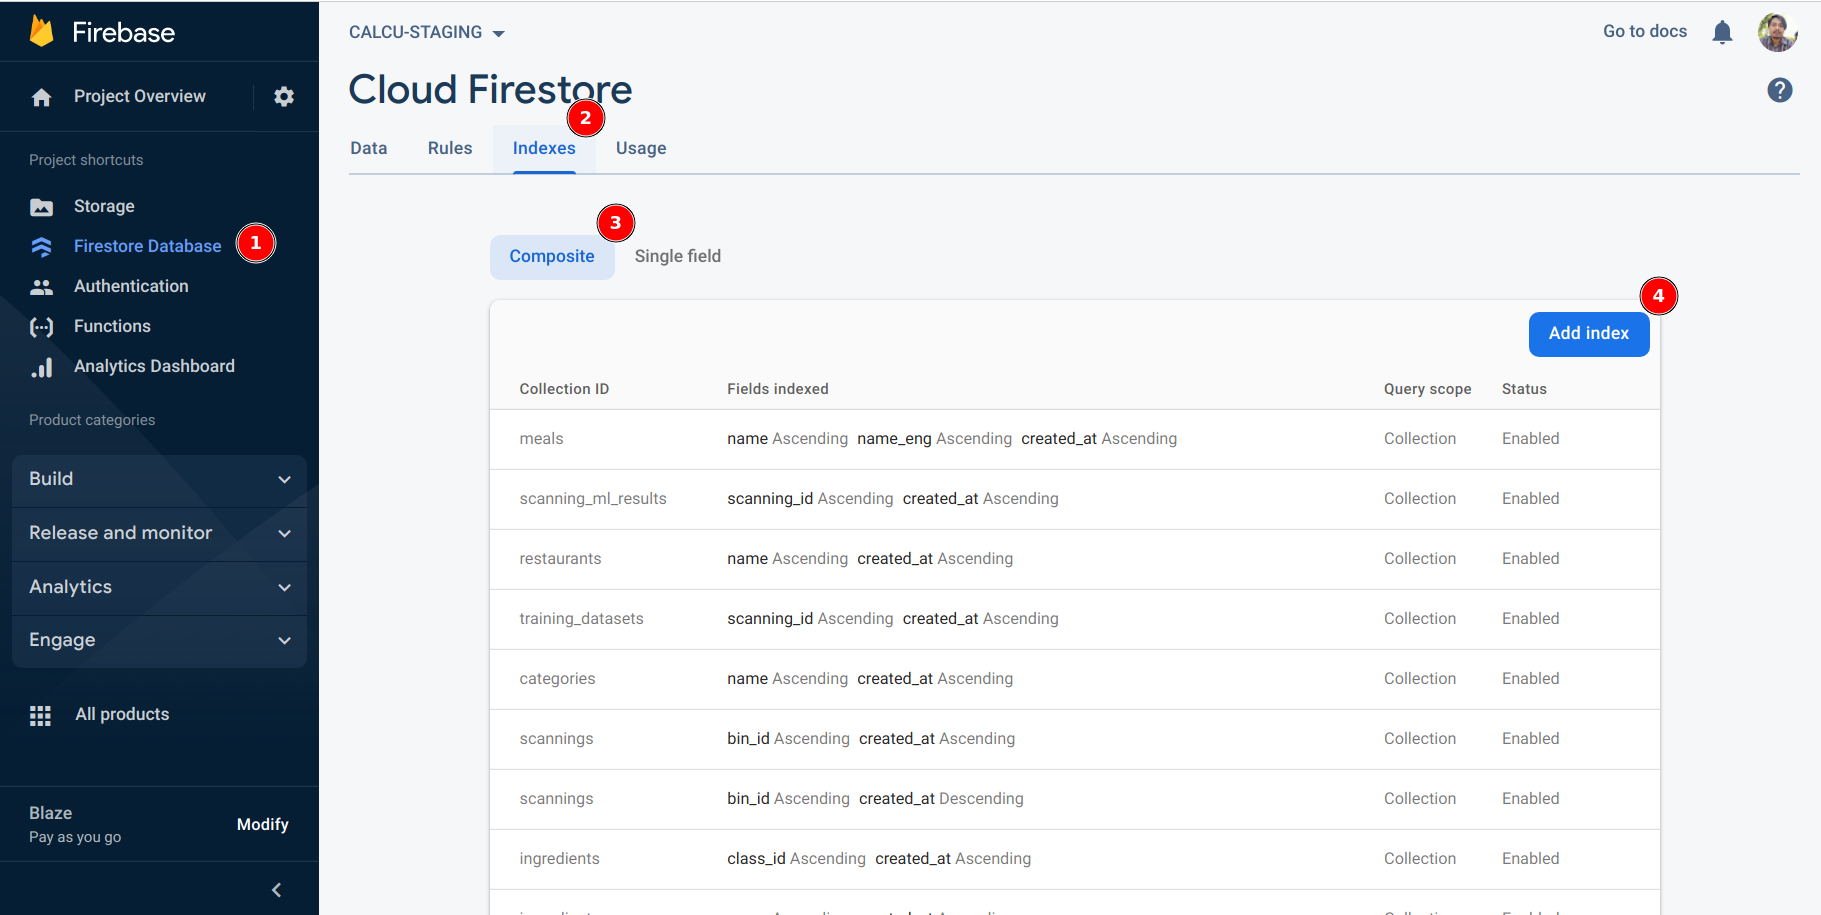 Firebase
Project Overview
Project shortcuts
Storage
Firestore Database 1
Authentication
Functions
Analytics Dashboard
Product categories
Build
Release and monitor
Analytics
Engage
All products
Blaze
Pay as you go
Modify
CALCU-STAGING
Go to docs
Cloud Firestore
?
2
Data Rules Indexes Usage
3
Composite Single field
4
Add index
Collection ID Fields indexed Query scope Status
meals name Ascending name_eng Ascending created_at Ascending Collection Enabled
scanning_ml_results scanning_id Ascending created_at Ascending Collection Enabled
restaurants name Ascending created_at Ascending Collection Enabled
training_datasets scanning_id Ascending created_at Ascending Collection Enabled
categories name Ascending created_at Ascending Collection Enabled
scannings bin_id Ascending created_at Ascending Collection Enabled
scannings bin_id Ascending created_at Descending Collection Enabled
ingredients class_id Ascending created_at Ascending Collection Enabled